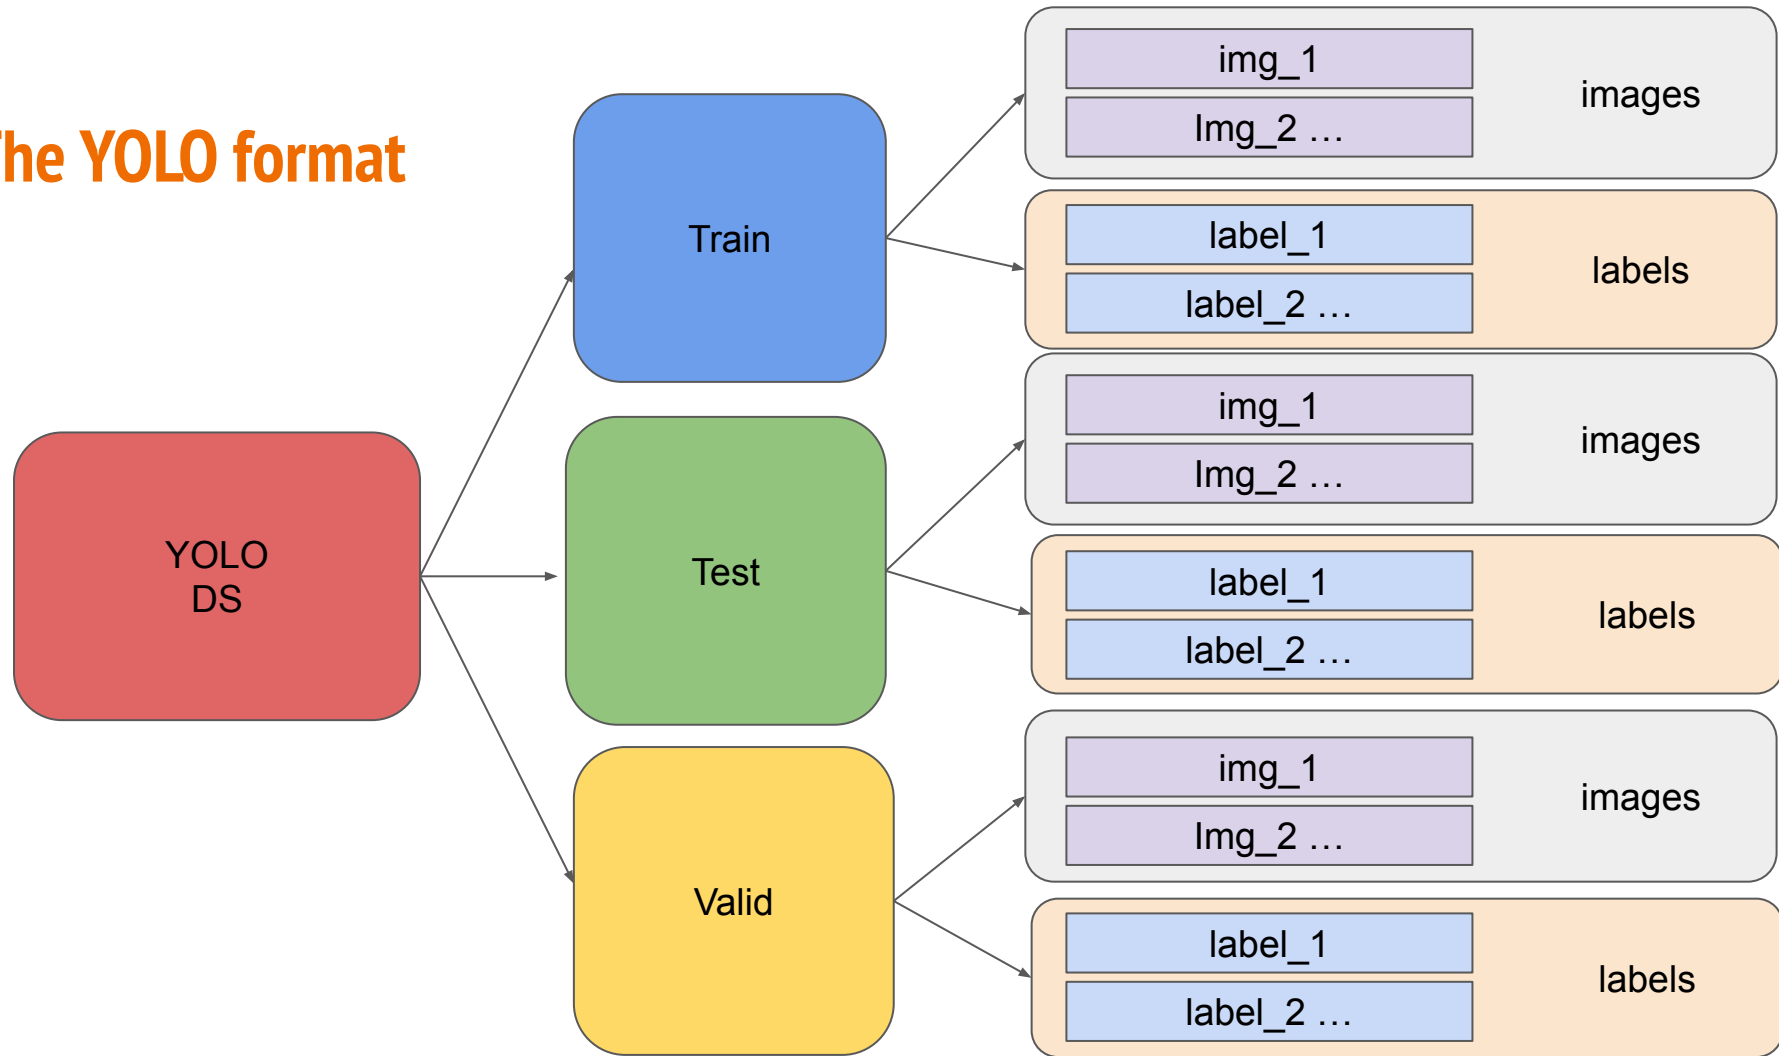 The YOLO format
YOLO
DS
Train
Test
Valid
img_1
Img_2 …
images
label_1
label_2 …
labels
img_1
Img_2 …
images
label_1
label_2 …
labels
img_1
Img_2 …
images
label_1
label_2 …
labels